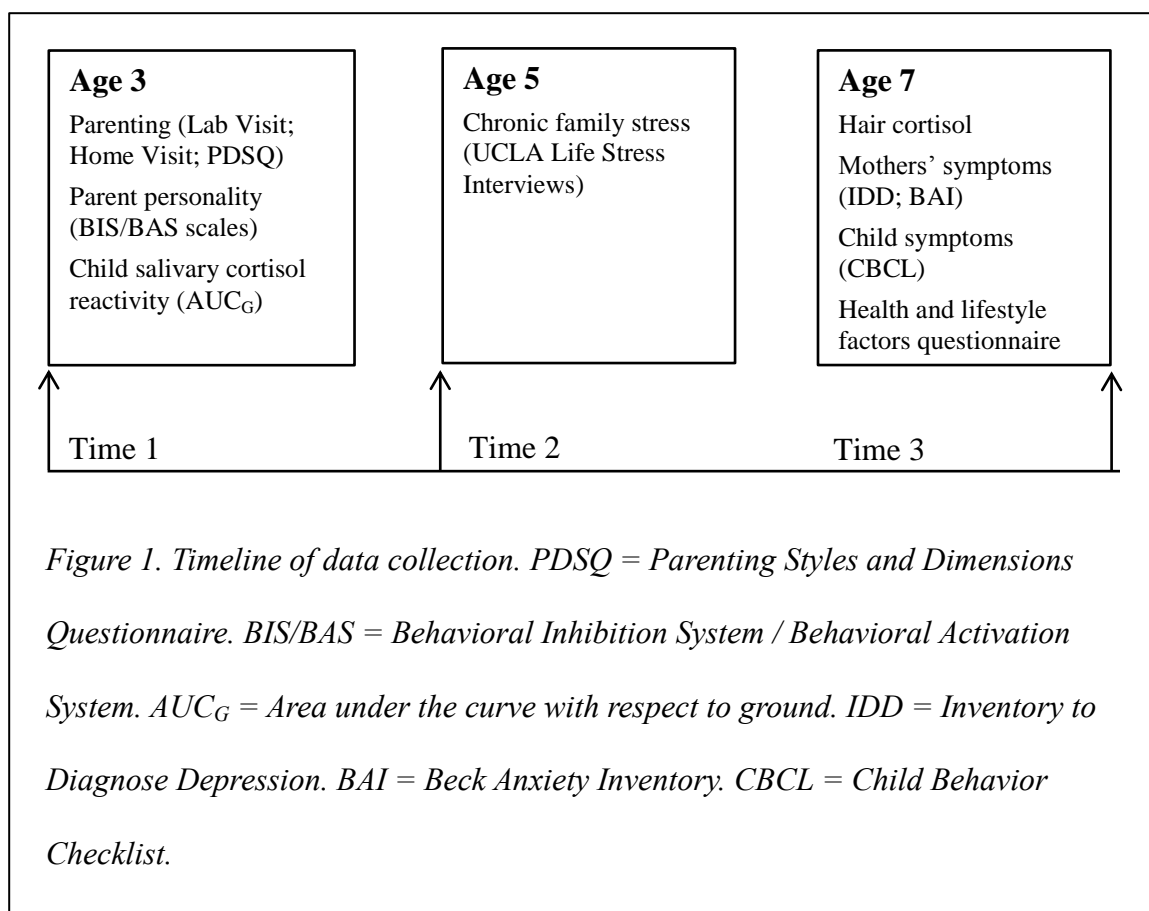 Age 3
Parenting (Lab Visit;
Home Visit; PDSQ)
Parent personality
(BIS/BAS scales)
Child salivary cortisol
reactivity (AUCG)
Age 5
Chronic family stress
(UCLA Life Stress
Interviews)
Age 7
Hair cortisol
Mothers’ symptoms
(IDD; BAI)
Child symptoms
(CBCL)
Health and lifestyle
factors questionnaire
Time 1
Time 2
Time 3
Figure 1. Timeline of data collection. PDSQ = Parenting Styles and Dimensions
Questionnaire. BIS/BAS = Behavioral Inhibition System / Behavioral Activation
System. AUCG = Area under the curve with respect to ground. IDD = Inventory to
Diagnose Depression. BAI = Beck Anxiety Inventory. CBCL = Child Behavior
Checklist.